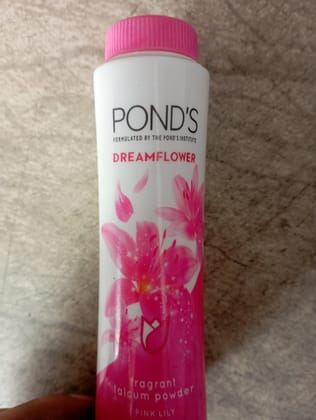 POND'S
FORMULATED BY THE POND'S INSTITUTE
DREAMFLOWER
fragrant
talcum powder
PINK LILY